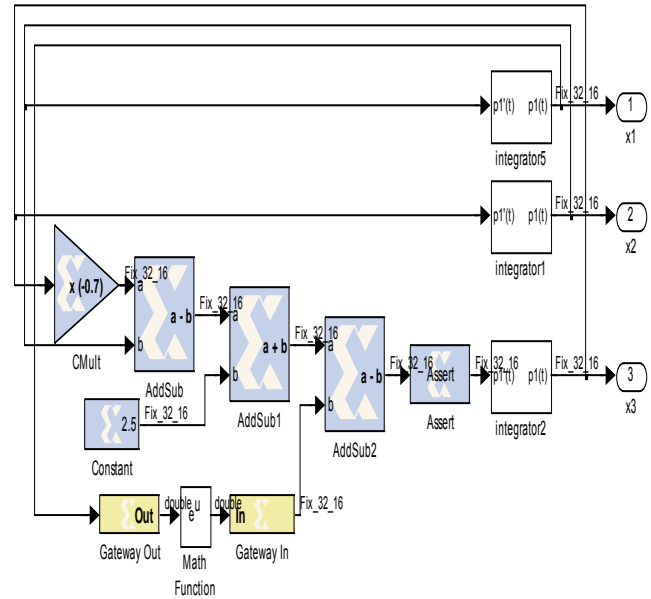 Fix_32_16
p1'(t)
p1(t)
1
integrator5
x1
Fix_32_16
p1'(t)
p1(t)
2
integrator1
x2
x (-0.7)
Fix_32_16
CMult
a
b
a - b
AddSub
Fix_32_16
a
b
a + b
AddSub1
Fix_32_16
a
b
a - b
AddSub2
Fix_32_16
Assert
Assert
Fix_32_16
p1'(t)
p1(t)
integrator2
Fix_32_16
3
x3
2.5
Constant
Fix_32_16
Out
Gateway Out
double
e
u
Math
Function
double
In
Gateway In
Fix_32_16